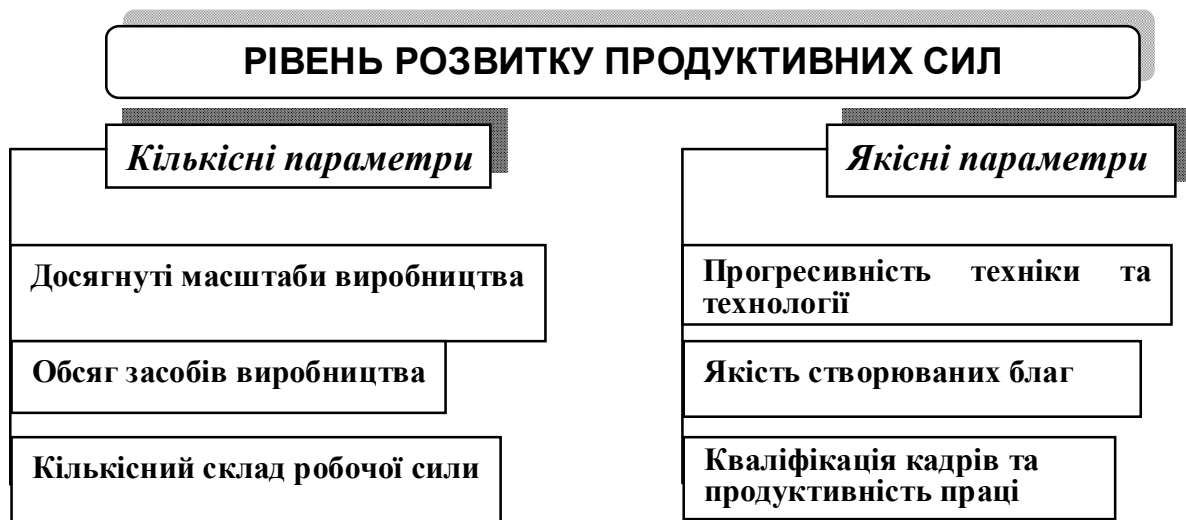 РІВЕНЬ РОЗВИТКУ ПРОДУКТИВНИХ СИЛ
Кількісні параметри
Досягнуті масштаби виробництва
Обсяг засобів виробництва
Кількісний склад робочої сили
Якісні параметри
Прогресивність техніки та
технології
Якість створюваних благ
Кваліфікація кадрів та
продуктивність праці